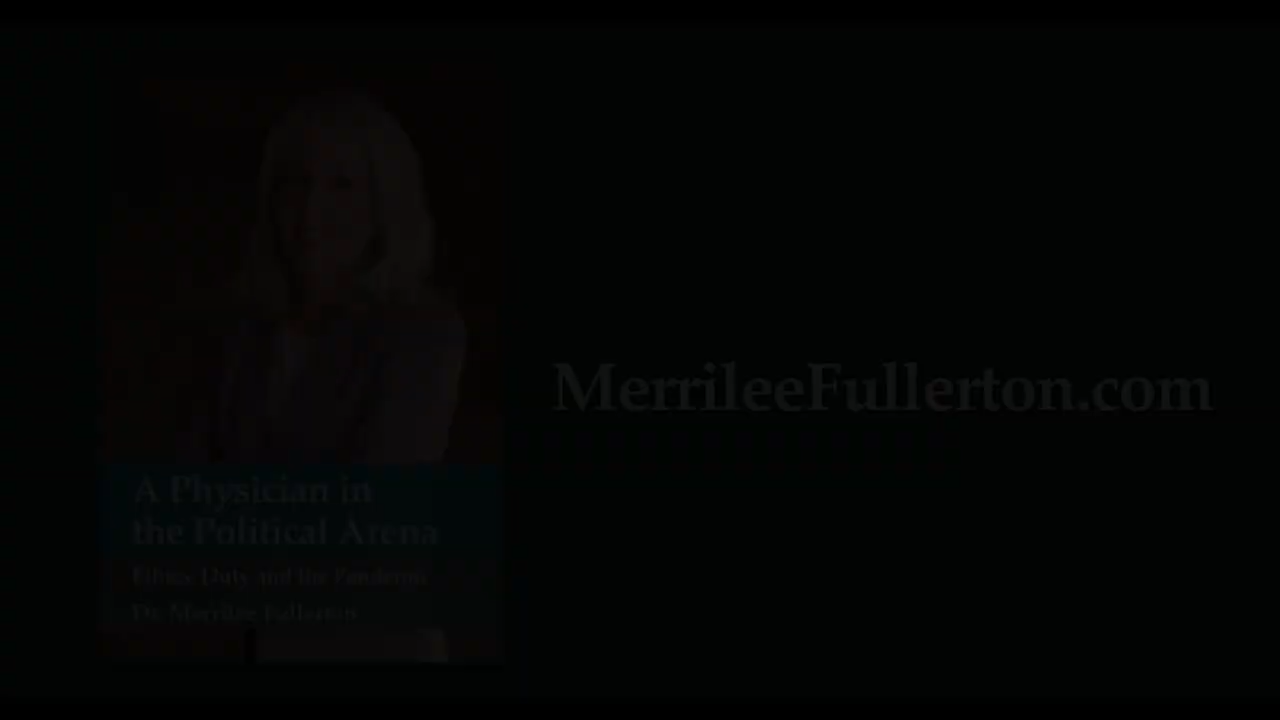 MerrileeFullerton.com
A Physician in
the Political Arena
Ethics, Duty and the Pandemic
Dr. Merrilee Fullerton